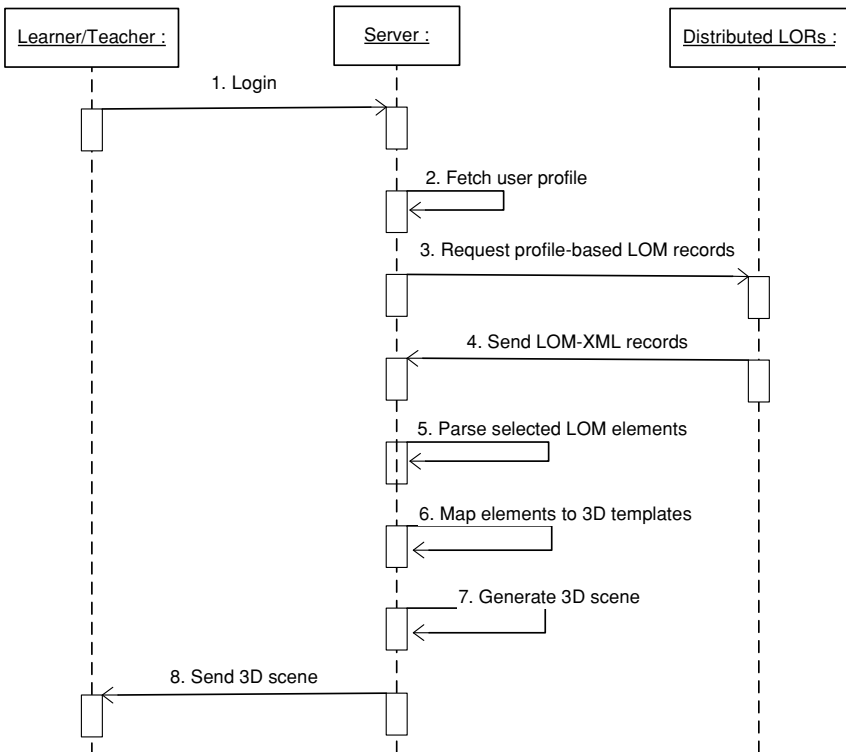 Learner/Teacher :
Server :
Distributed LORs :
1. Login
2. Fetch user profile
3. Request profile-based LOM records
4. Send LOM-XML records
5. Parse selected LOM elements
6. Map elements to 3D templates
7. Generate 3D scene
8. Send 3D scene